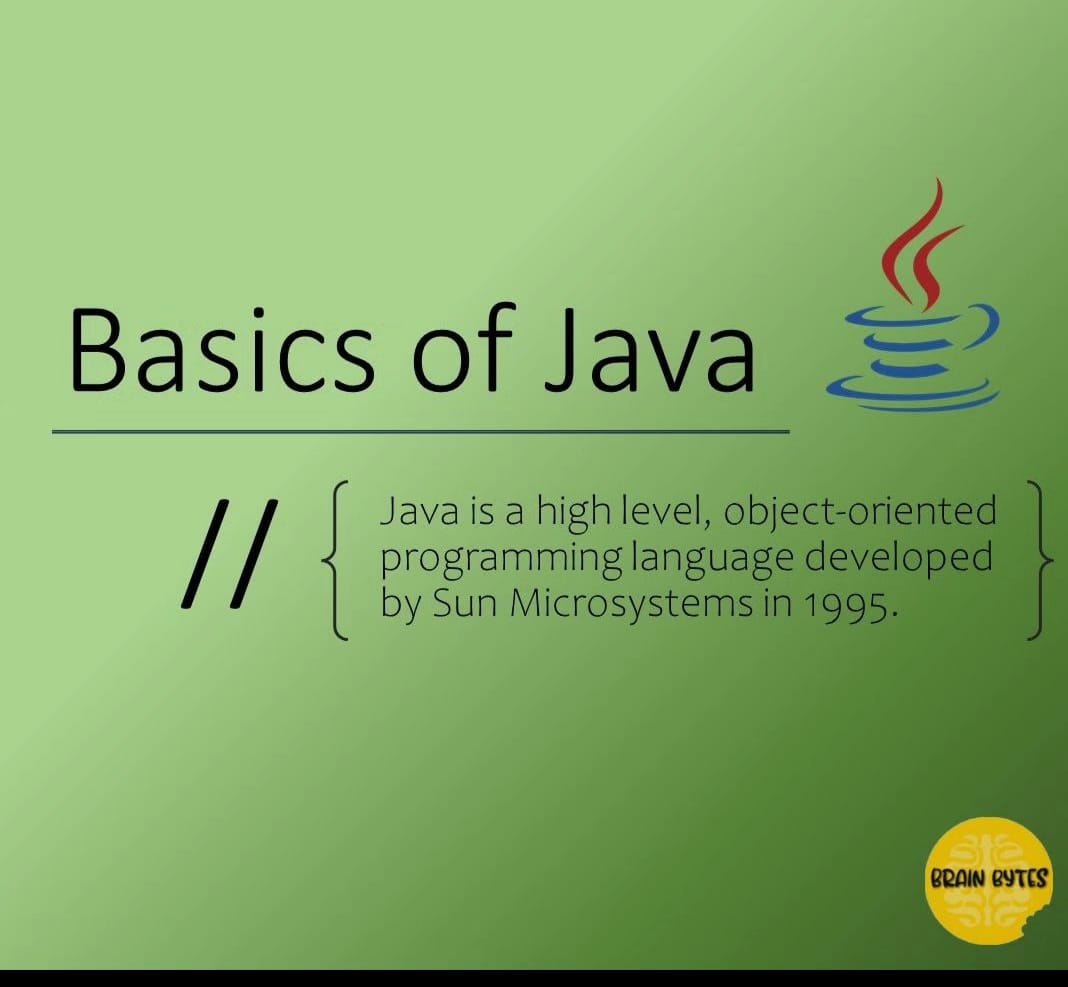 Basics of Java
//
{ Java is a high level, object-oriented
programming language developed
by Sun Microsystems in 1995. }
BRAIN BYTES